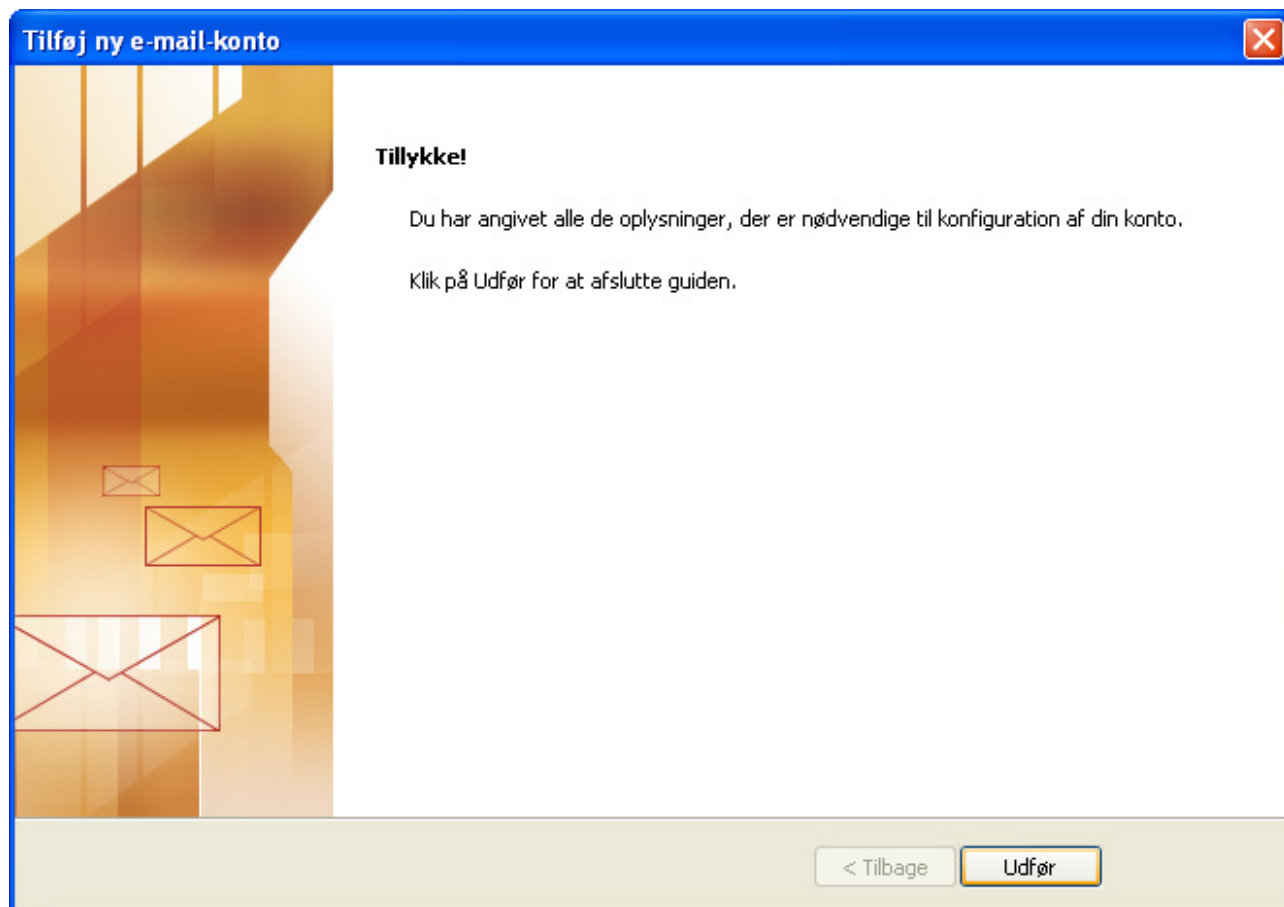 Tilføj ny e-mail-konto
Tillykke!
Du har angivet alle de oplysninger, der er nødvendige til konfiguration af din konto.
Klik på Udfør for at afslutte guiden.
< Tilbage
Udfør